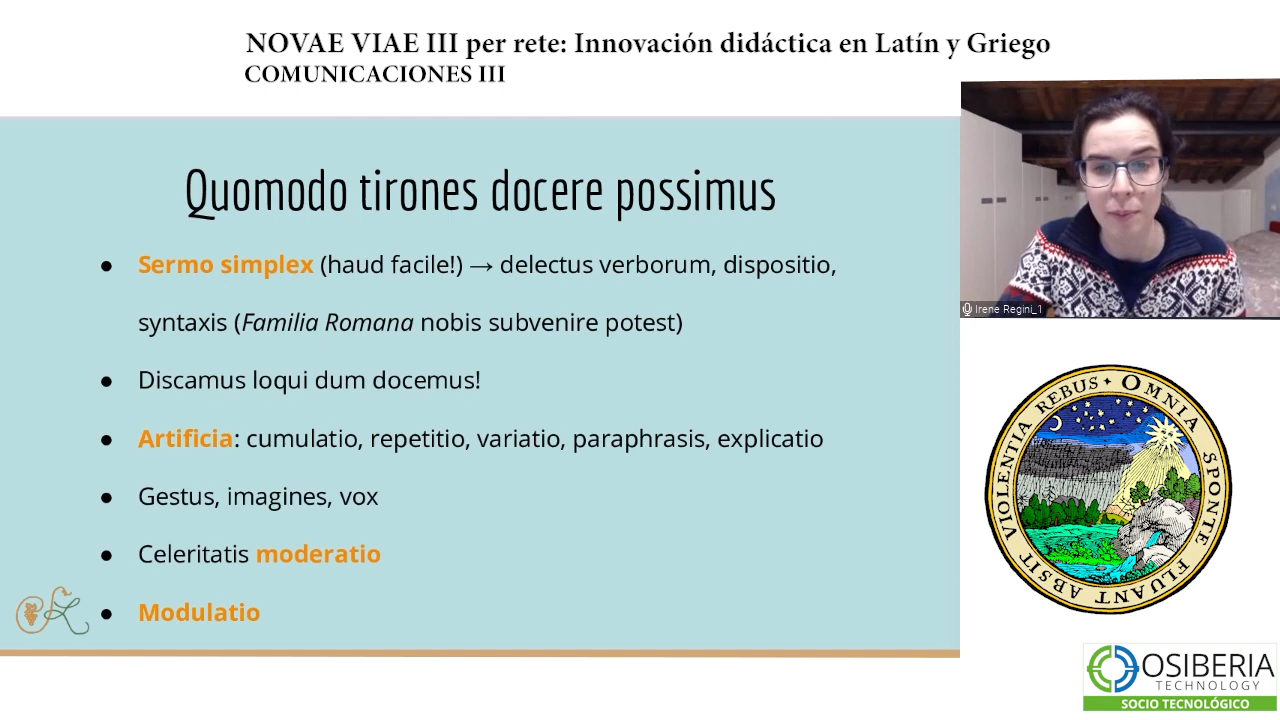 NOVAE VIAE III per rete: Innovación didáctica en Latín y Griego
COMUNICACIONES III
Quomodo tirones docere possimus
● Sermo simplex (haud facile!) → delectus verborum, dispositio,
syntaxis (Familia Romana nobis subvenire potest)
● Discamus loqui dum docemus!
● Artificia: cumulatio, repetitio, variatio, paraphrasis, explicatio
● Gestus, imagines, vox
● Celeritatis moderatio
● Modulatio
Irene Regini_1
OMNIA SPONTE FLUANT ABSIT VIOLENTIA REBUS
OSIBERIA
TECHNOLOGY
SOCIO TECNOLÓGICO